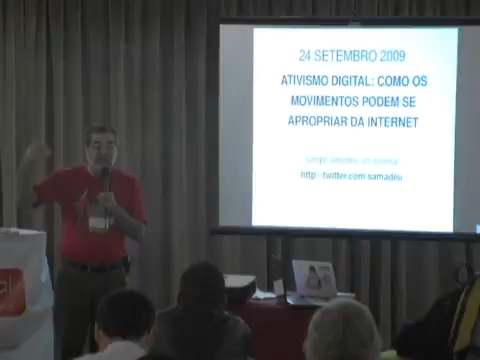 24 SETEMBRO 2009
ATIVISMO DIGITAL: COMO OS
MOVIMENTOS PODEM SE
APROPRIAR DA INTERNET
http://twitter.com/samadeu